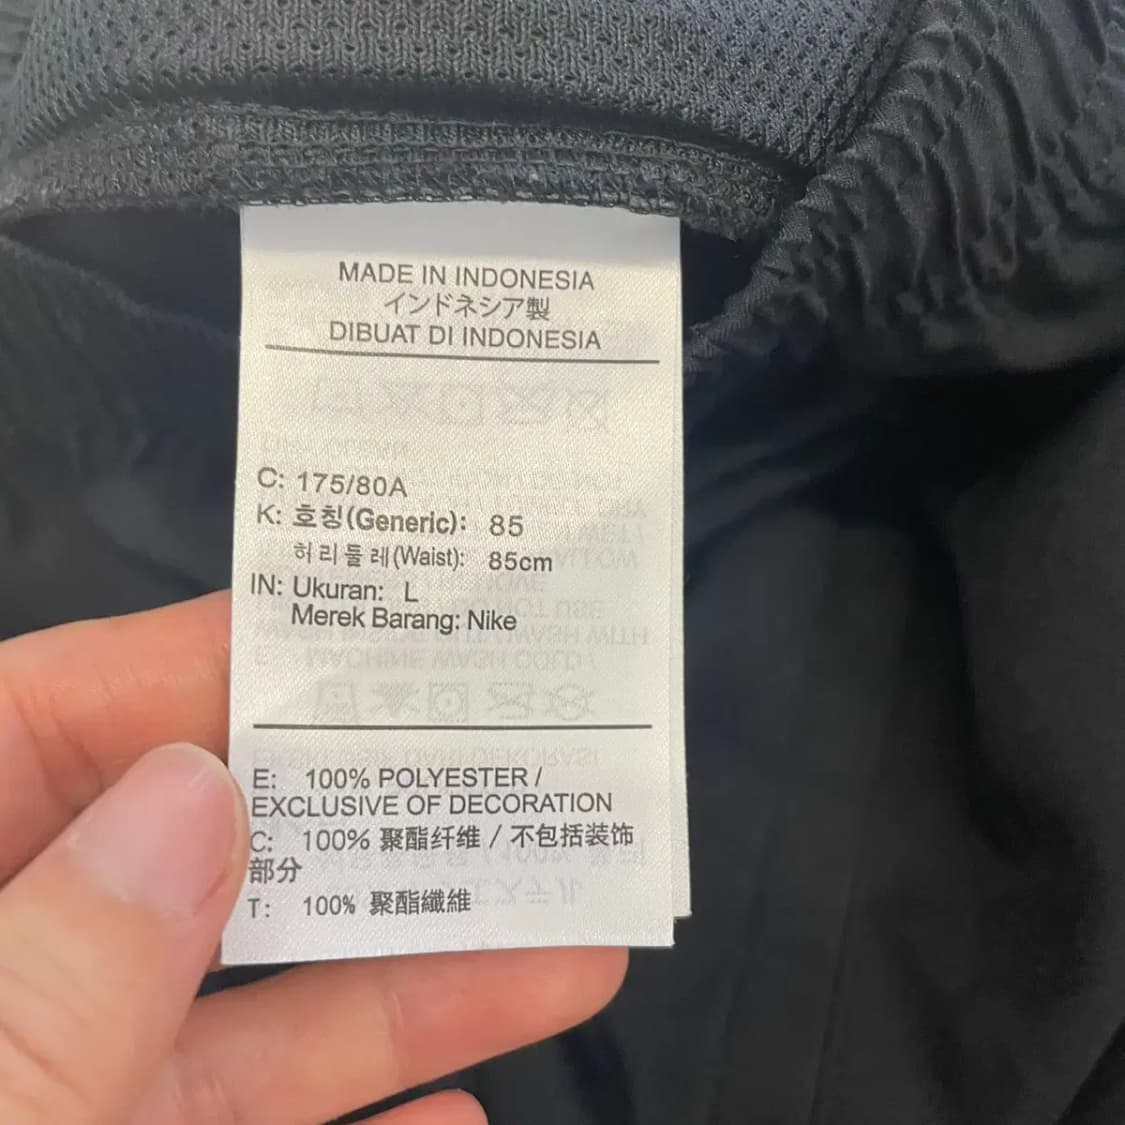 MADE IN INDONESIA
インドネシア製
DIBUAT DI INDONESIA
C: 175/80A
K: 호칭(Generic): 85
허리둘레(Waist): 85cm
IN: Ukuran: L
Merek Barang: Nike
E: 100% POLYESTER /
EXCLUSIVE OF DECORATION
C: 100% 聚酯纤维 / 不包括装饰
部分
T: 100% 聚酯纖維